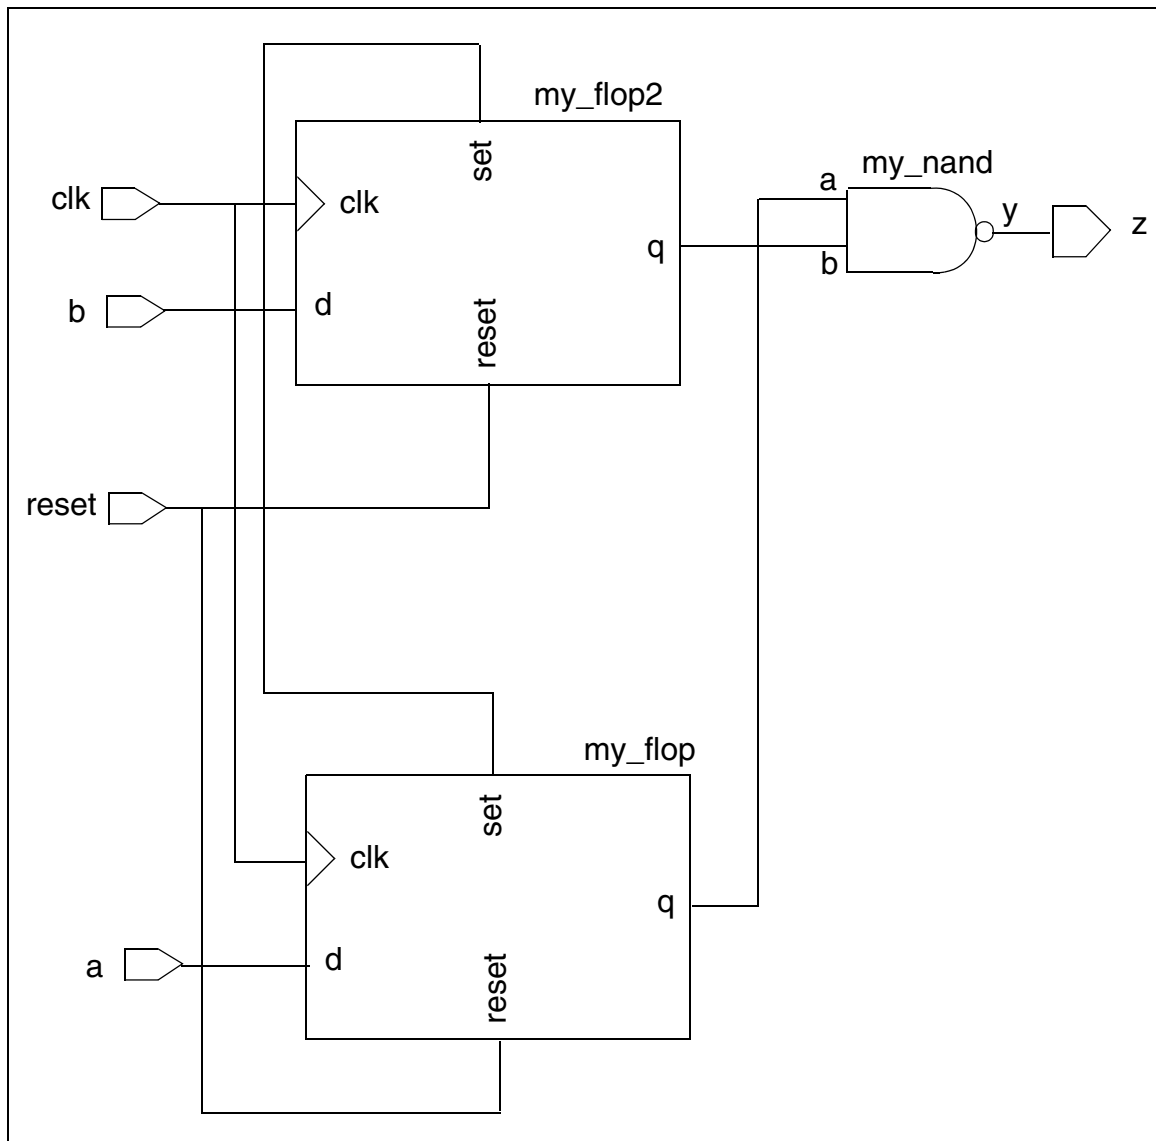 my_flop2
set
my_nand
a
clk
clk
y
z
q
b
b
d
reset
reset
my_flop
set
clk
q
a
d
reset